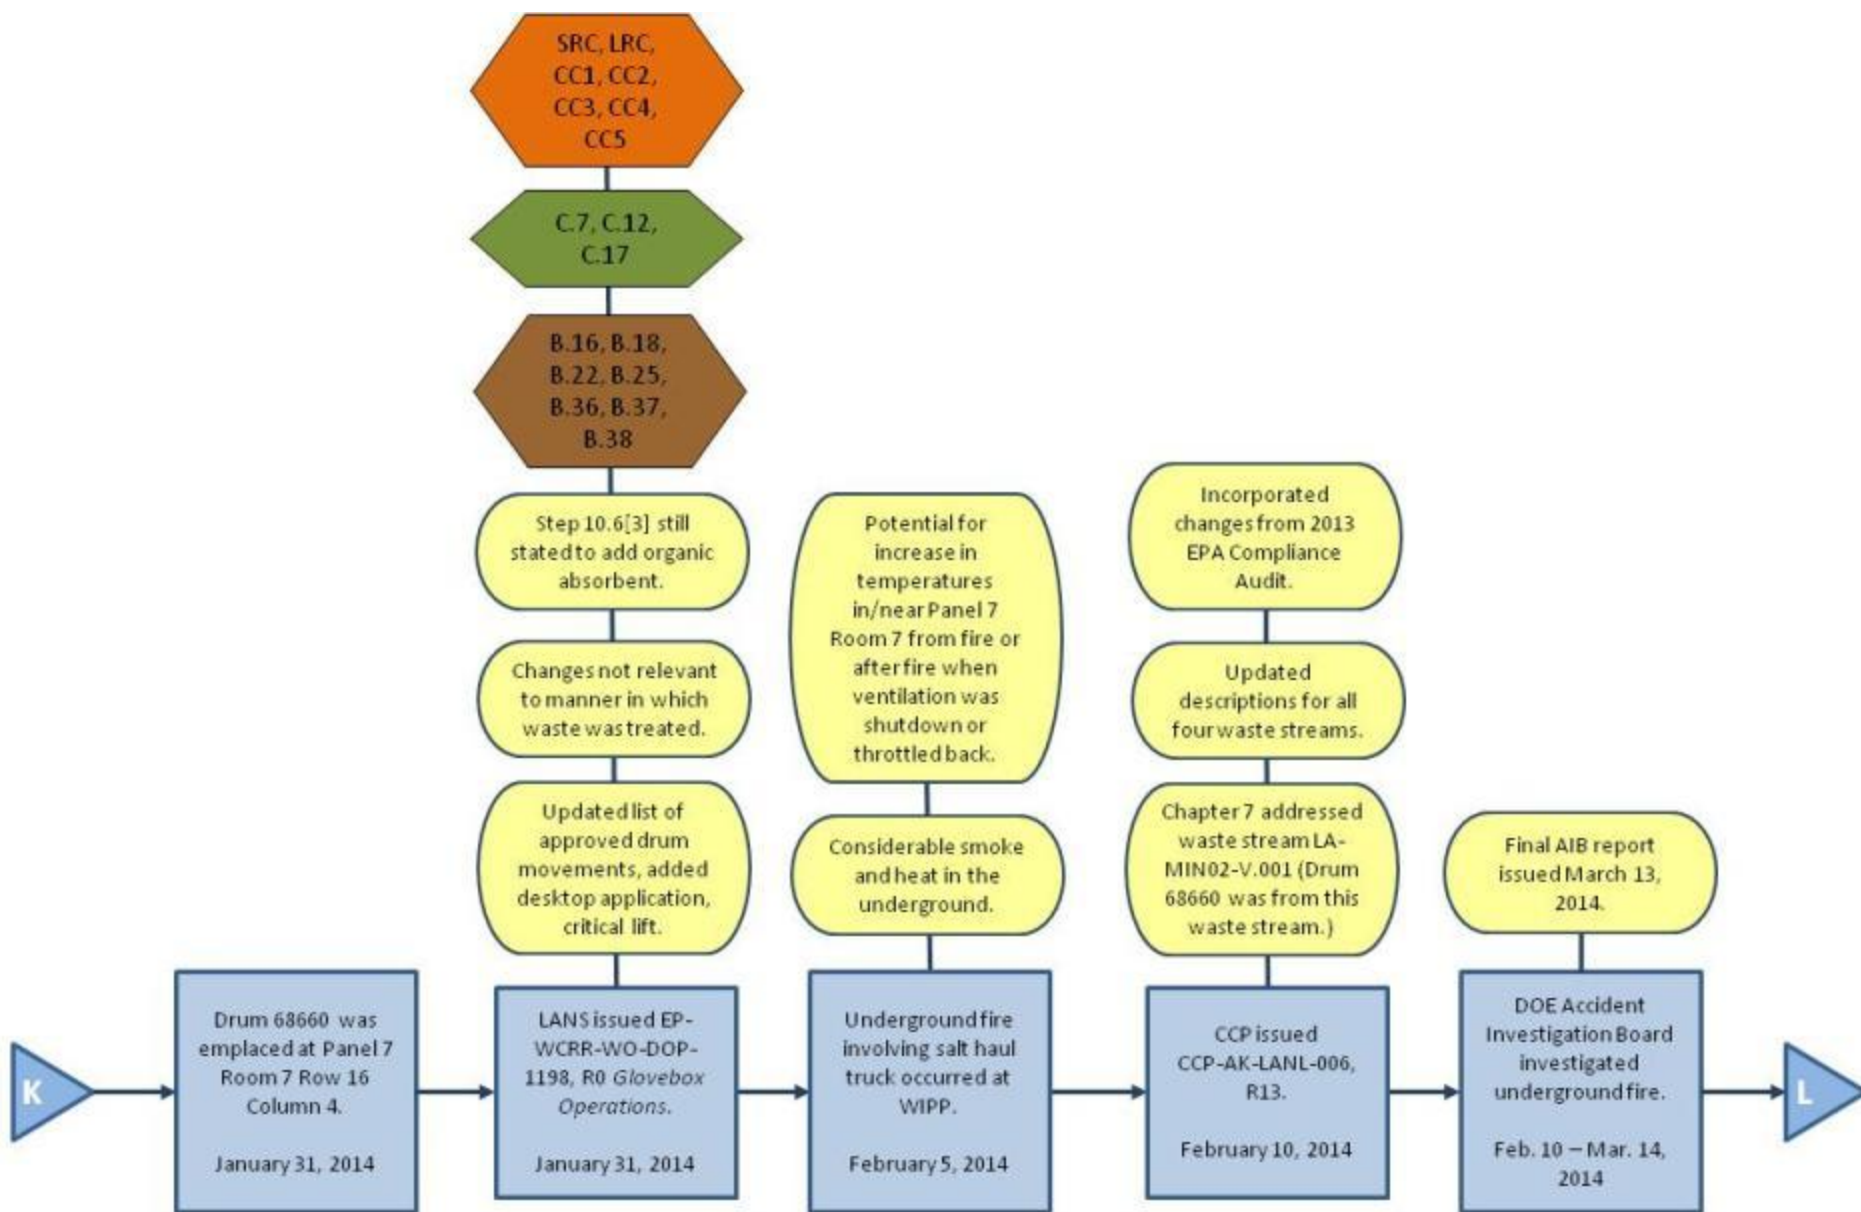 SRC, LRC,
CC1, CC2,
CC3, CC4,
CC5
C.7, C.12,
C.17
B.16, B.18,
B.22, B.25,
B.36, B.37,
B.38
Step 10.6[3] still
stated to add organic
absorbent.
Changes not relevant
to manner in which
waste was treated.
Updated list of
approved drum
movements, added
desktop application,
critical lift.
Potential for
increase in
temperatures
in/near Panel 7
Room 7 from fire or
after fire when
ventilation was
shutdown or
throttled back.
Considerable smoke
and heat in the
underground.
Incorporated
changes from 2013
EPA Compliance
Audit.
Updated
descriptions for all
four waste streams.
Chapter 7 addressed
waste stream LA-
MIN02-V.001 (Drum
68660 was from this
waste stream.)
Final AIB report
issued March 13,
2014.
K
Drum 68660 was
emplaced at Panel 7
Room 7 Row 16
Column 4.
January 31, 2014
LANS issued EP-
WCRR-WO-DOP-
1198, R0 Glovebox
Operations.
January 31, 2014
Underground fire
involving salt haul
truck occurred at
WIPP.
February 5, 2014
CCP issued
CCP-AK-LANL-006,
R13.
February 10, 2014
DOE Accident
Investigation Board
investigated
underground fire.
Feb. 10 – Mar. 14,
2014
L